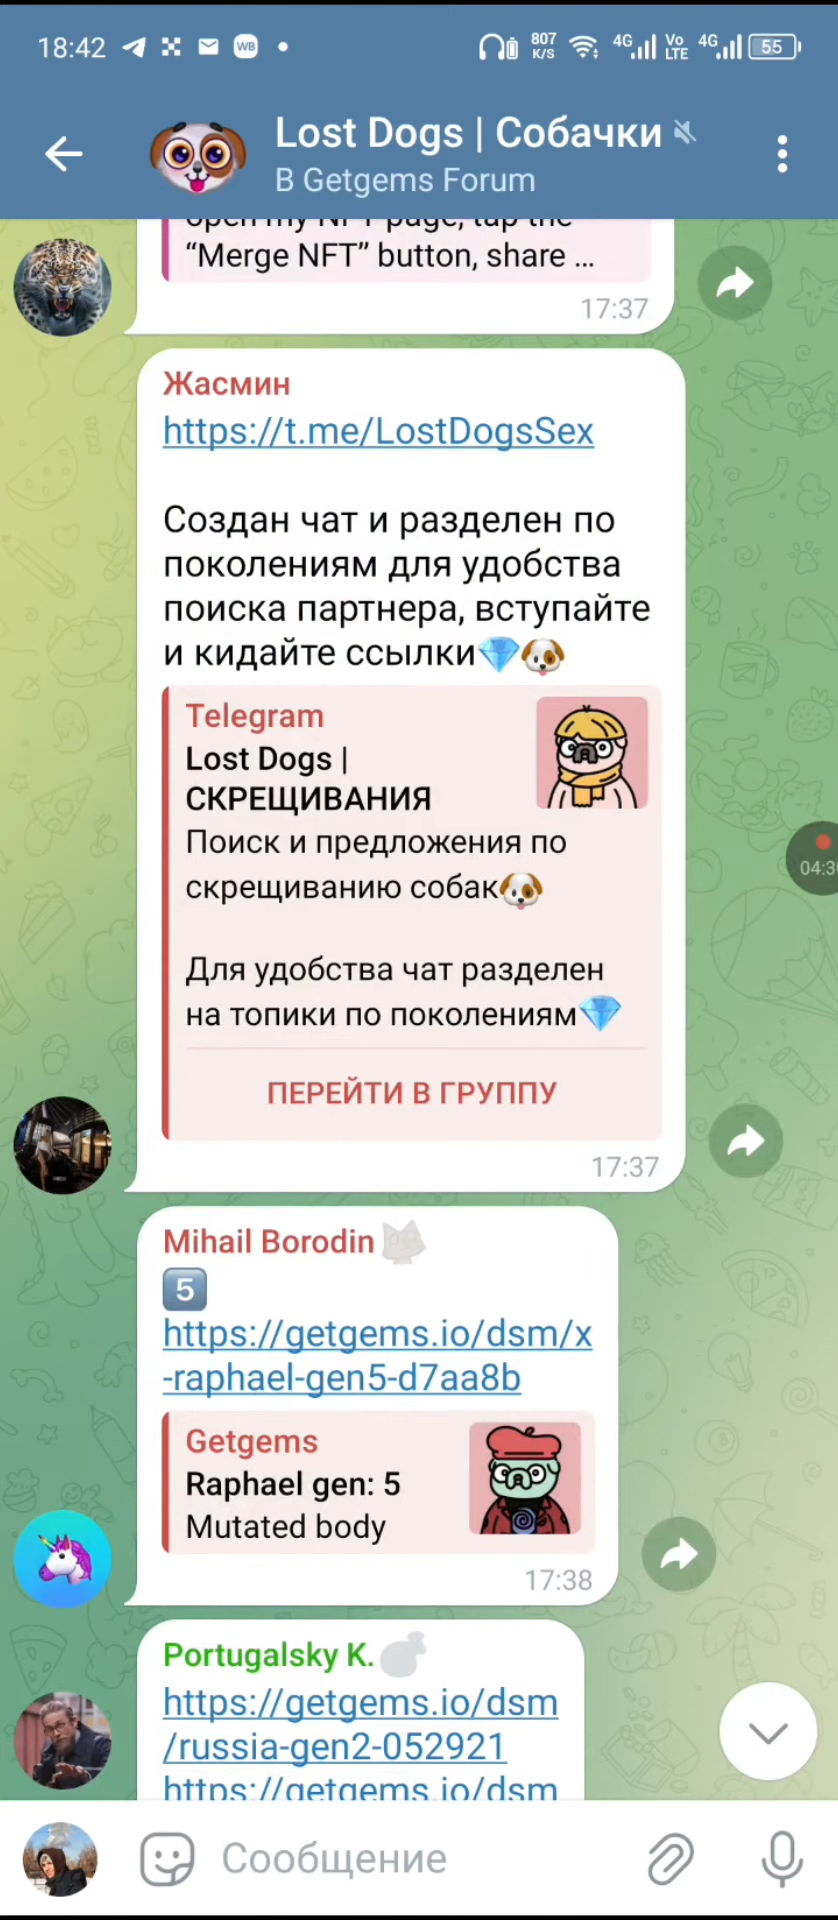 18:42
WB
807
K/S
4G
Vo
LTE
4G
55
Lost Dogs | Собачки
В Getgems Forum
open my NFT page, tap the
“Merge NFT” button, share ...
17:37
Жасмин
https://t.me/LostDogsSex
Создан чат и разделен по
поколениям для удобства
поиска партнера, вступайте
и кидайте ссылки💎🐶
Telegram
Lost Dogs |
СКРЕЩИВАНИЯ
Поиск и предложения по
скрещиванию собак🐶
Для удобства чат разделен
на топики по поколениям💎
ПЕРЕЙТИ В ГРУППУ
17:37
04:3
Mihail Borodin
5️⃣
https://getgems.io/dsm/x
-raphael-gen5-d7aa8b
Getgems
Raphael gen: 5
Mutated body
17:38
Portugalsky K.
https://getgems.io/dsm
/russia-gen2-052921
https://getgems.io/dsm
Сообщение